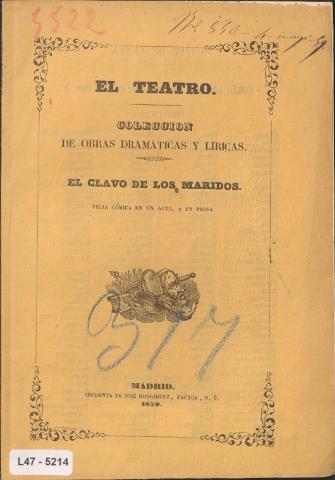 5522
EL TEATRO.
COLECCION
DE OBRAS DRAMÁTICAS Y LÍRICAS.
EL CLAVO DE LOS MARIDOS.
PIEZA CÓMICA EN UN ACTO, Y EN PROSA
377
MADRID.
IMPRENTA DE JOSÉ RODRIGUEZ, FACTOR, N. 9.
1859.
L47 - 5214